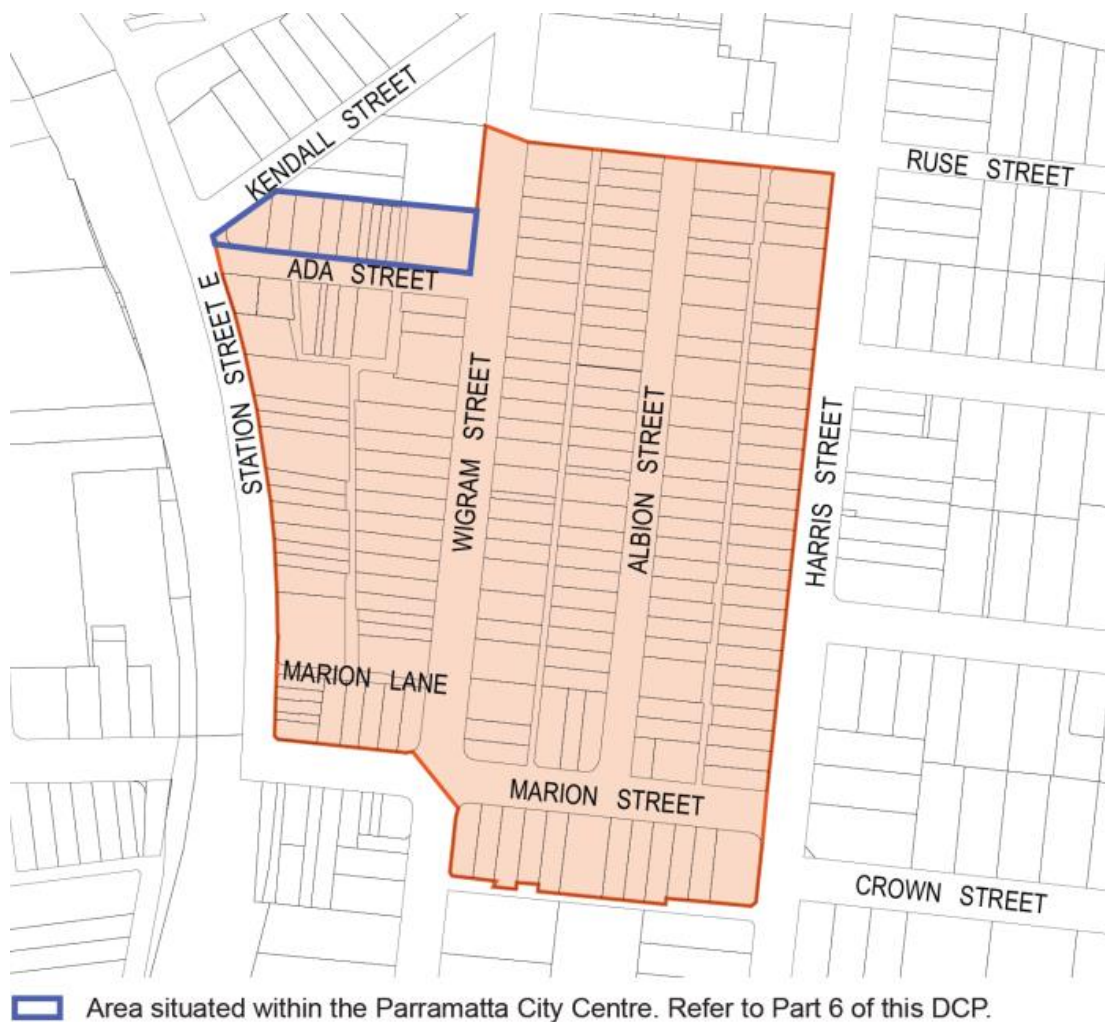 KENDALL STREET
RUSE STREET
ADA STREET
STATION STREET E
WIGRAM STREET
ALBION STREET
HARRIS STREET
MARION LANE
MARION STREET
CROWN STREET
Area situated within the Parramatta City Centre. Refer to Part 6 of this DCP.